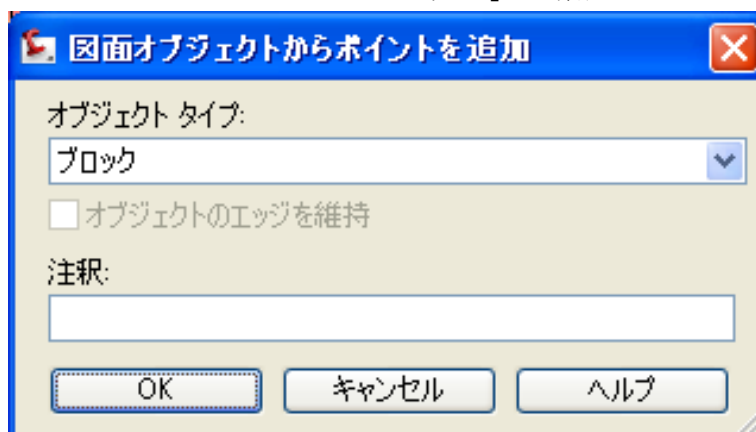 図面オブジェクトからポイントを追加
オブジェクト タイプ:
ブロック
オブジェクトのエッジを維持
注釈:
OK キャンセル ヘルプ